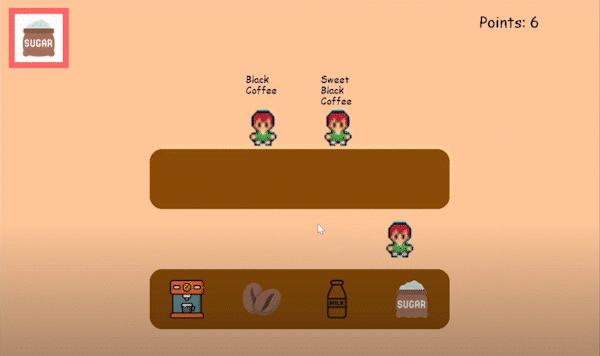 SUGAR
Points: 6
Black
Coffee
Sweet
Black
Coffee
MILK
SUGAR